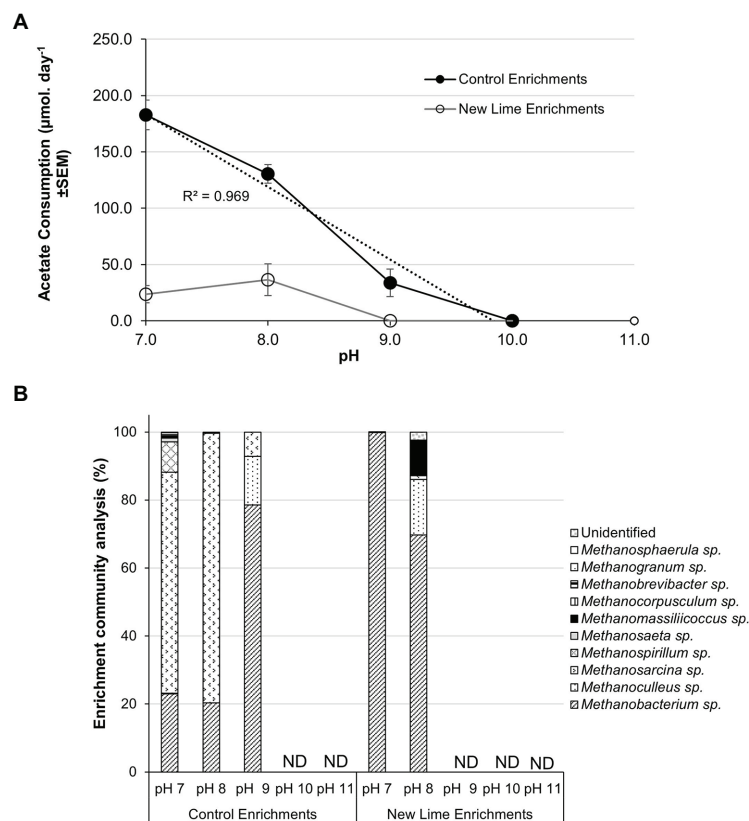 A
250.0
200.0
150.0
100.0
50.0
0.0
Acetate Consumption (µmol. day-1
±SEM)
Control Enrichments
New Lime Enrichments
R² = 0.969
7.0 8.0 9.0 10.0 11.0
pH
B
100
80
60
40
20
0
Enrichment community analysis (%)
ND ND ND ND ND
pH 7 pH 8 pH 9 pH 10 pH 11 pH 7 pH 8 pH 9 pH 10 pH 11
Control Enrichments New Lime Enrichments
Unidentified
Methanosphaerula sp.
Methanogranum sp.
Methanobrevibacter sp.
Methanocorpusculum sp.
Methanomassiliicoccus sp.
Methanosaeta sp.
Methanospirillum sp.
Methanosarcina sp.
Methanoculleus sp.
Methanobacterium sp.